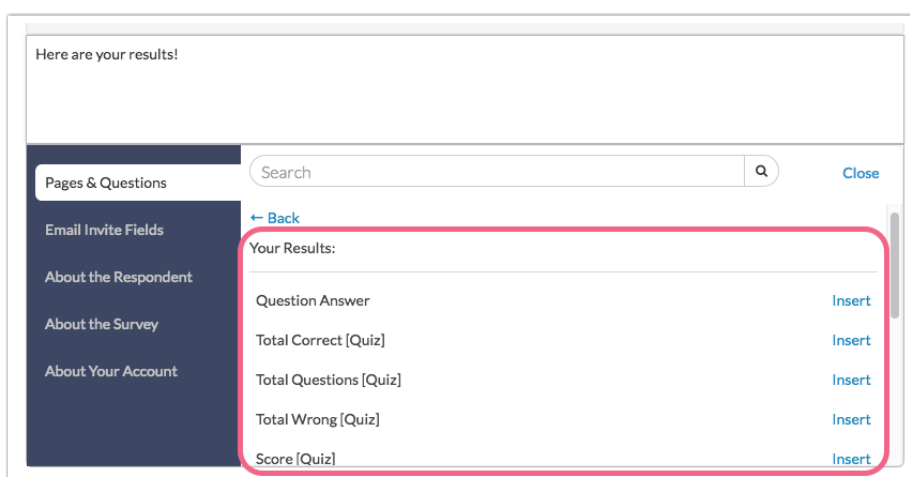 Here are your results!
Pages & Questions
Email Invite Fields
About the Respondent
About the Survey
About Your Account
Search
Close
← Back
Your Results:
Question Answer Insert
Total Correct [Quiz] Insert
Total Questions [Quiz] Insert
Total Wrong [Quiz] Insert
Score [Quiz] Insert